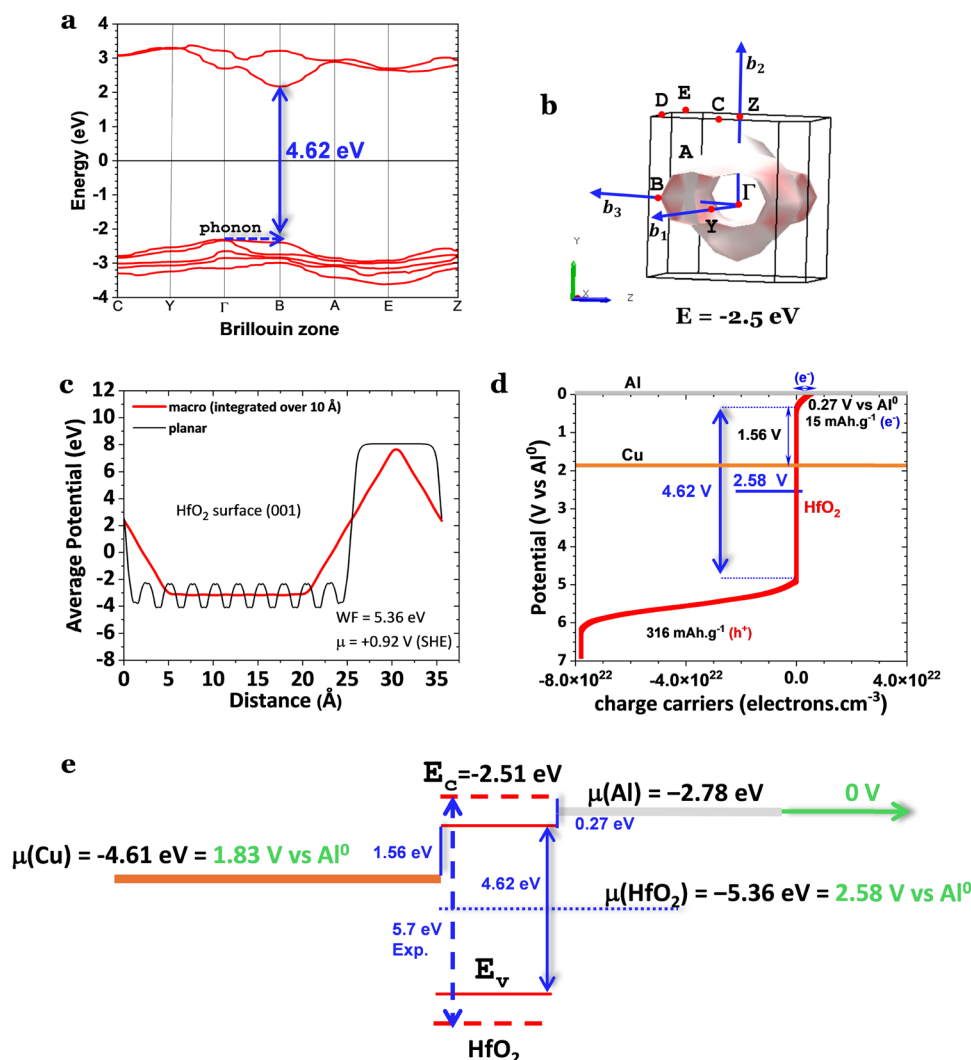 a
4
3
2
1
0
-1
-2
-3
-4
Energy (eV)
4.62 eV
phonon
C Y Γ B A E Z
Brillouin zone
b
b₂
D E C Z
A
B Γ
b₃ b₁ Y
Y
X Z
E = -2.5 eV
c
12
10
8
6
4
2
0
-2
-4
-6
-8
Average Potential (eV)
macro (integrated over 10 Å)
planar
HfO₂ surface (001)
WF = 5.36 eV
μ = +0.92 V (SHE)
0 5 10 15 20 25 30 35
Distance (Å)
d
0
1
2
3
4
5
6
7
Potential (V vs Al⁰)
Al
(e⁻)
0.27 V vs Al⁰
15 mAh.g⁻¹ (e⁻)
1.56 V
Cu
4.62 V
2.58 V
HfO₂
316 mAh.g⁻¹ (h⁺)
-8.0×10²² -4.0×10²² 0.0 4.0×10²²
charge carriers (electrons.cm⁻³)
e
E_c=-2.51 eV
μ(Al) = −2.78 eV
0 V
0.27 eV
μ(Cu) = -4.61 eV = 1.83 V vs Al⁰
1.56 eV
4.62 eV
μ(HfO₂) = −5.36 eV = 2.58 V vs Al⁰
5.7 eV
Exp.
E_v
HfO₂